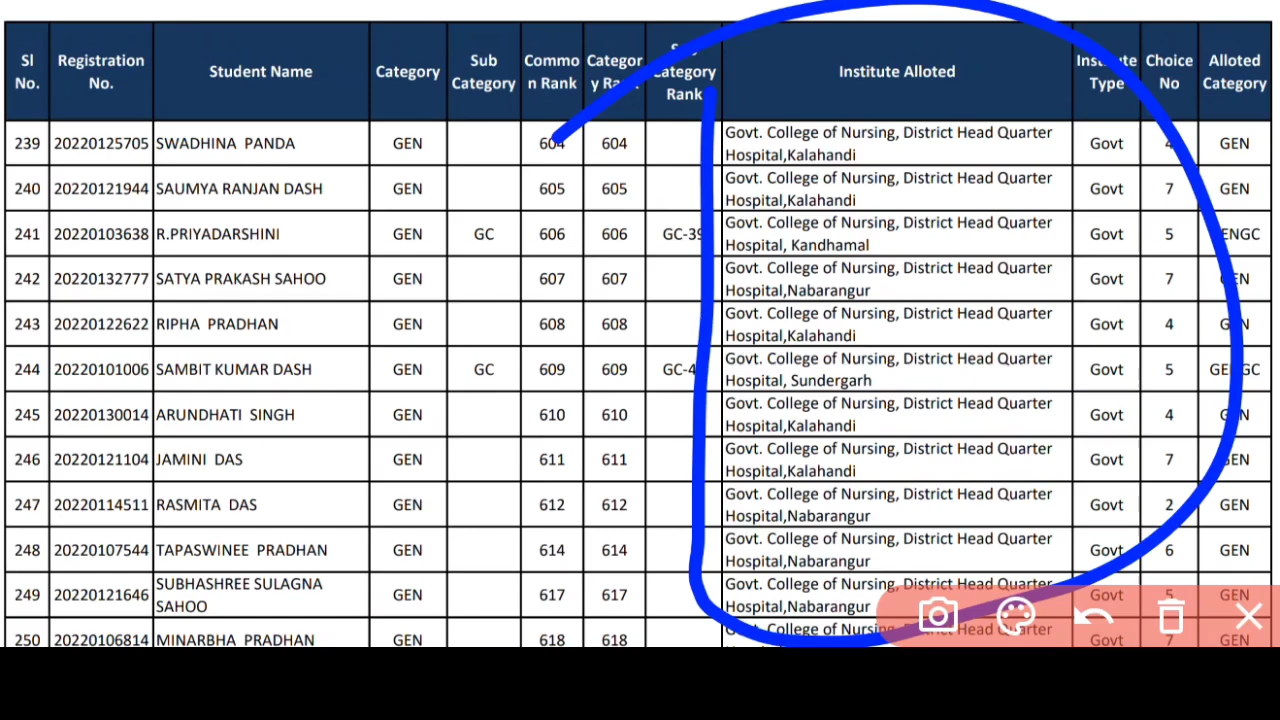 Sl No. Registration No. Student Name Category Sub Category Commo n Rank Categor y Rank Category Rank Institute Alloted Institute Type Choice No Alloted Category
239 20220125705 SWADHINA PANDA GEN 604 604 Govt. College of Nursing, District Head Quarter Govt 4 GEN
Hospital,Kalahandi
240 20220121944 SAUMYA RANJAN DASH GEN 605 605 Govt. College of Nursing, District Head Quarter Govt 7 GEN
Hospital,Kalahandi
241 20220103638 R.PRIYADARSHINI GEN GC 606 606 GC-39 Govt. College of Nursing, District Head Quarter Govt 5 GENGC
Hospital, Kandhamal
242 20220132777 SATYA PRAKASH SAHOO GEN 607 607 Govt. College of Nursing, District Head Quarter Govt 7 GEN
Hospital,Nabarangur
243 20220122622 RIPHA PRADHAN GEN 608 608 Govt. College of Nursing, District Head Quarter Govt 4 GEN
Hospital,Kalahandi
244 20220101006 SAMBIT KUMAR DASH GEN GC 609 609 Govt. College of Nursing, District Head Quarter Govt 5 GENGC
Hospital, Sundergarh
245 20220130014 ARUNDHATI SINGH GEN 610 610 Govt. College of Nursing, District Head Quarter Govt 4 GEN
Hospital,Kalahandi
246 20220121104 JAMINI DAS GEN 611 611 Govt. College of Nursing, District Head Quarter Govt 7 GEN
Hospital,Kalahandi
247 20220114511 RASMITA DAS GEN 612 612 Govt. College of Nursing, District Head Quarter Govt 2 GEN
Hospital,Nabarangur
248 20220107544 TAPASWINEE PRADHAN GEN 614 614 Govt. College of Nursing, District Head Quarter Govt 6 GEN
Hospital,Nabarangur
249 20220121646 SUBHASHREE SULAGNA SAHOO GEN 617 617 Govt. College of Nursing, District Head Quarter Govt 5 GEN
Hospital,Nabarangur
250 20220106814 MINARBHA PRADHAN GEN 618 618 Govt. College of Nursing, District Head Quarter Govt 7 GEN